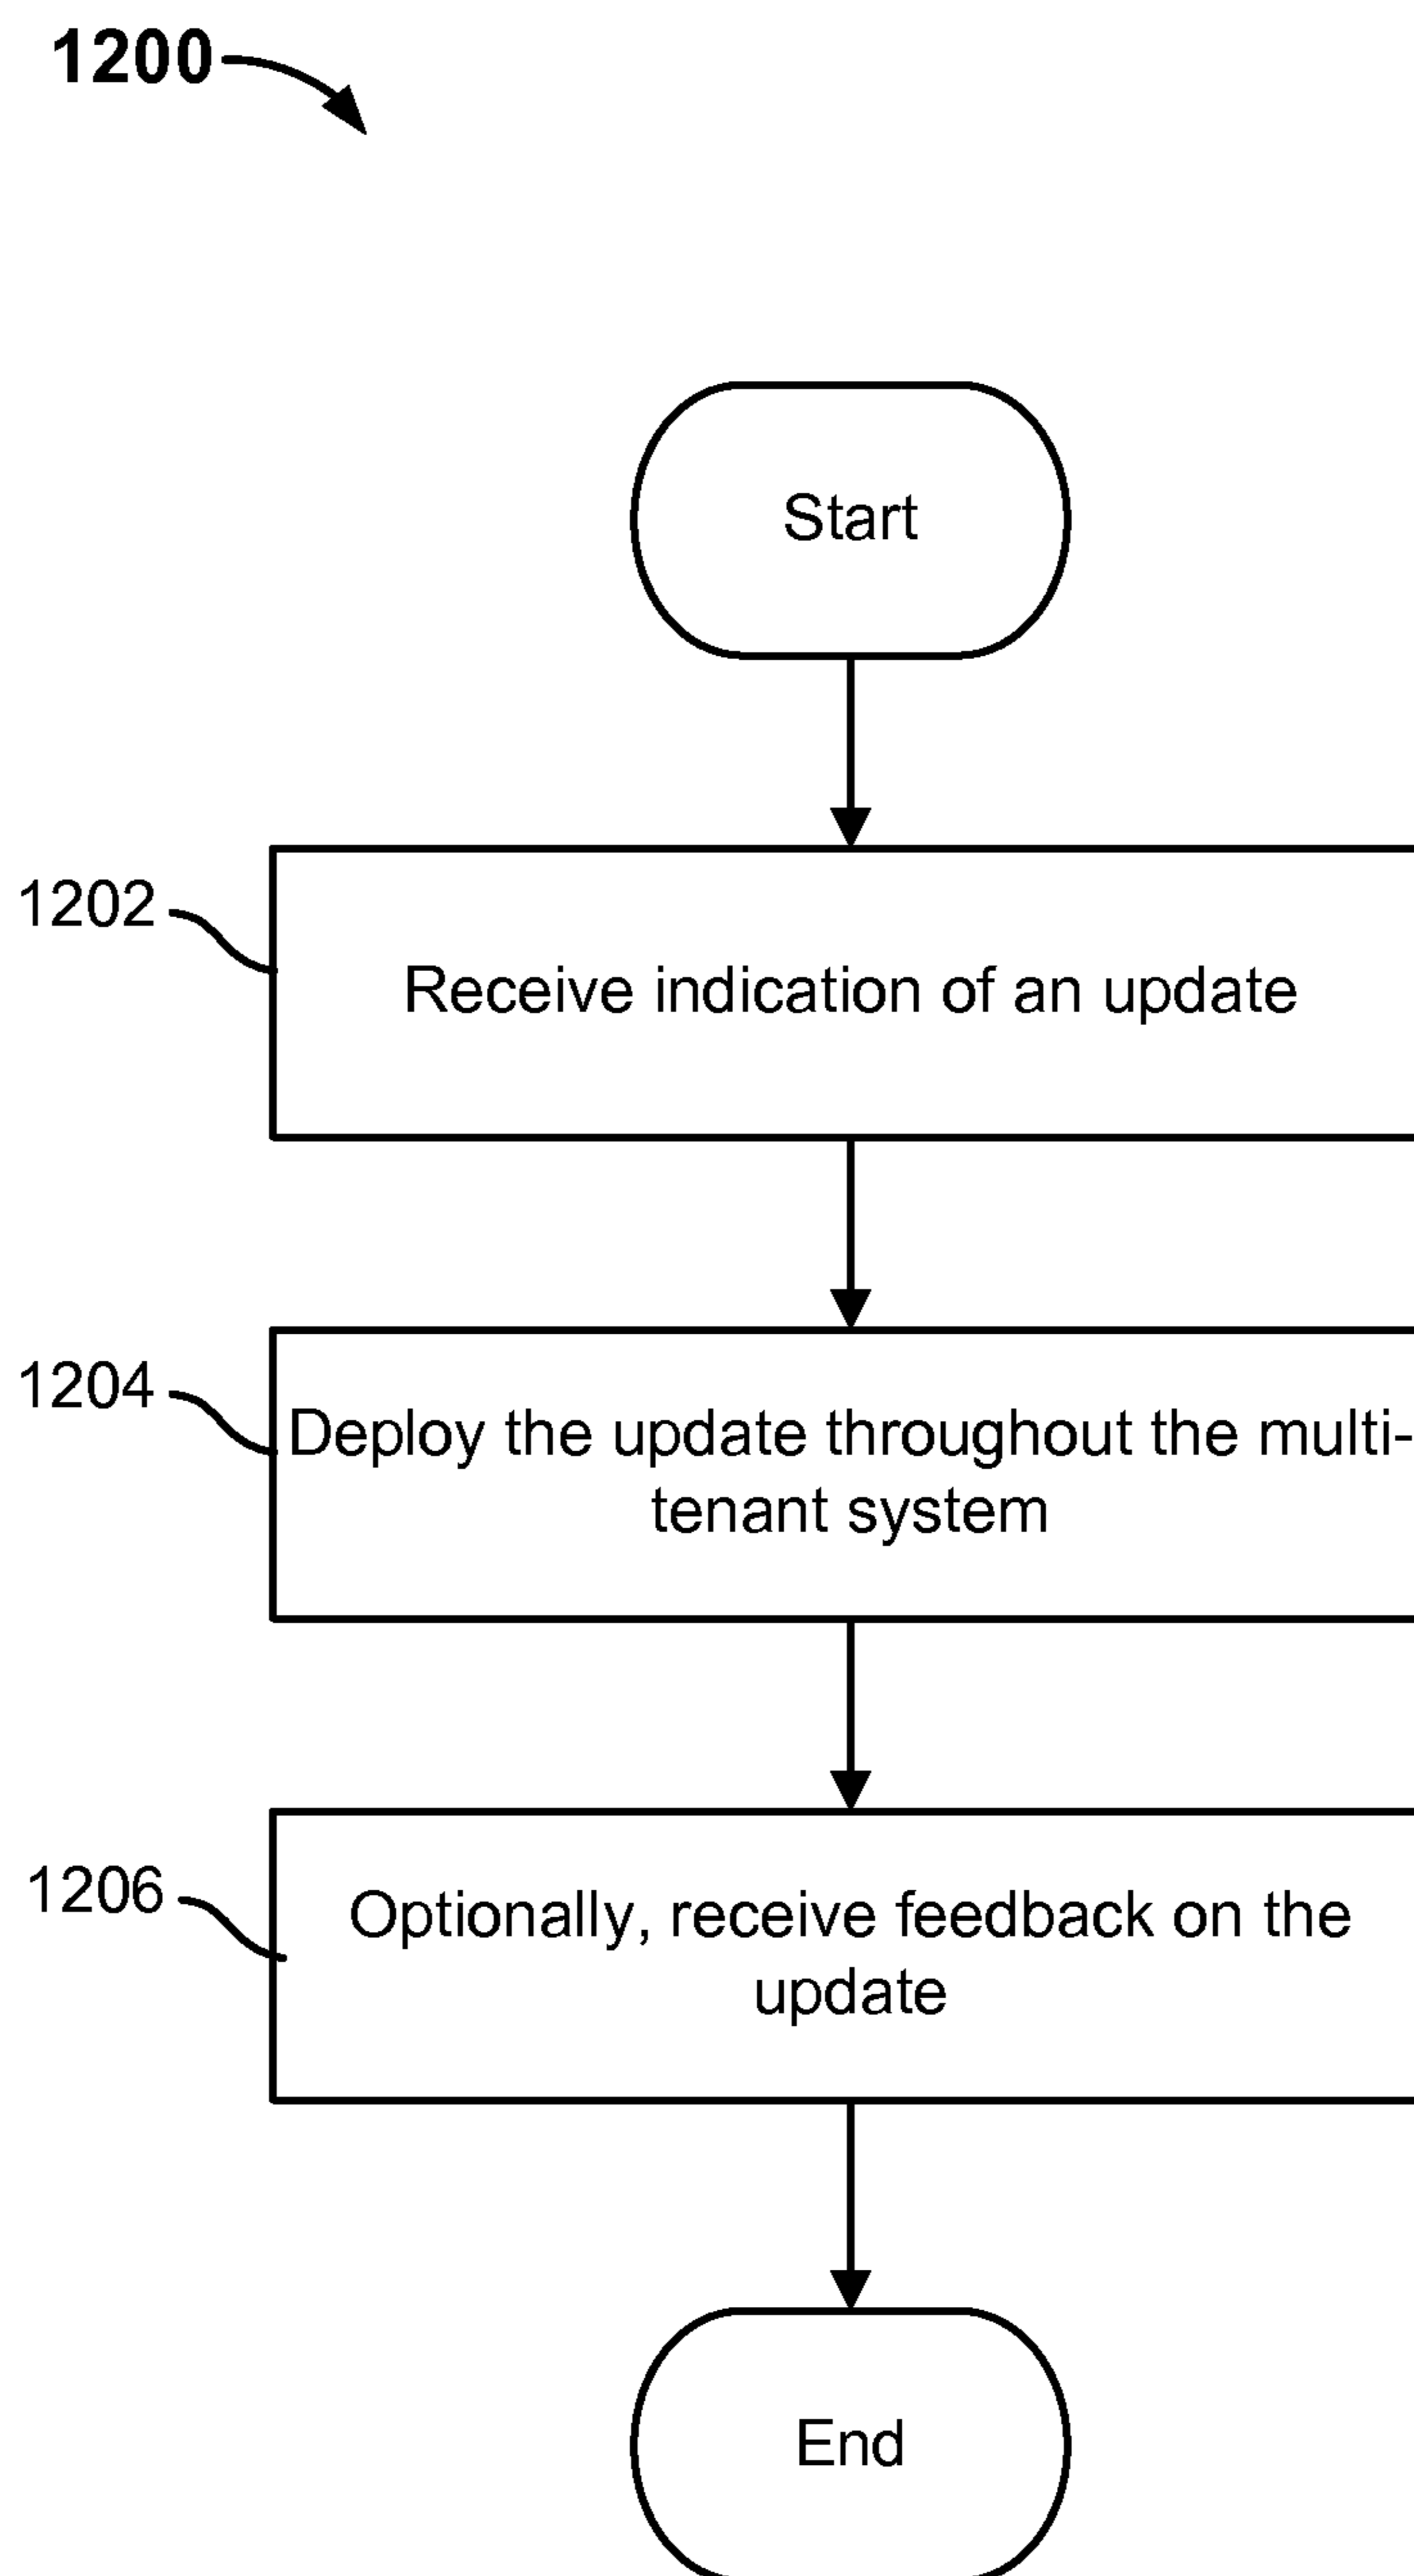 1200
Start
1202
Receive indication of an update
1204
Deploy the update throughout the multi-
tenant system
1206
Optionally, receive feedback on the
update
End